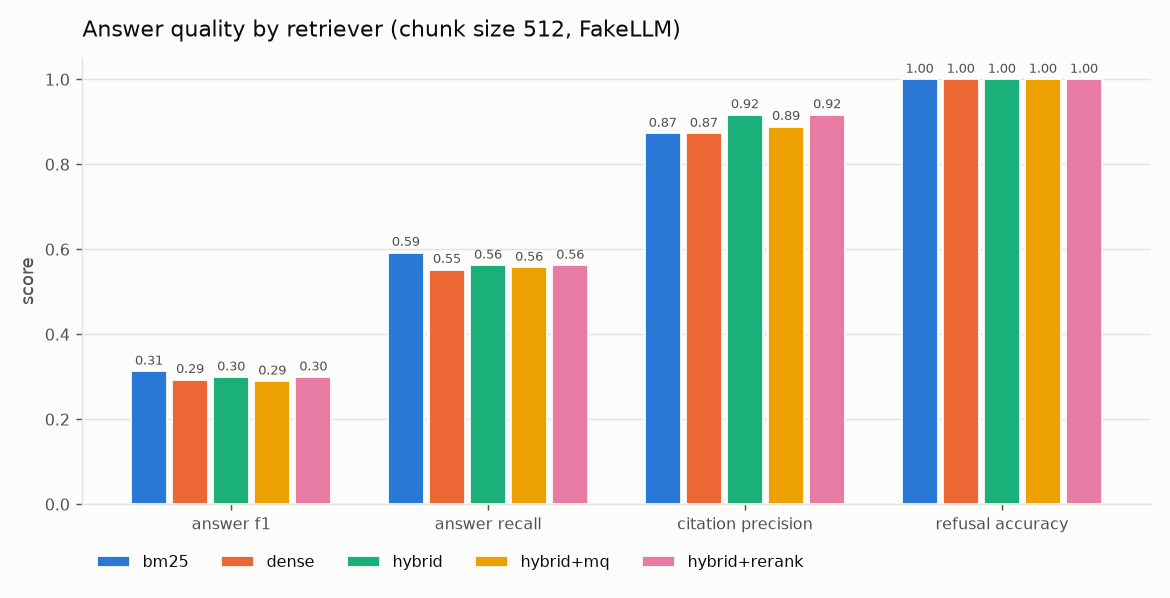 Answer quality by retriever (chunk size 512, FakeLLM)
1.00 1.00 1.00 1.00 1.00
1.0
0.92 0.92
0.87 0.87 0.89
0.8
0.59
0.6
0.55 0.56 0.56 0.56
score
0.4
0.31 0.29 0.30 0.29 0.30
0.2
0.0
answer f1 answer recall citation precision refusal accuracy
bm25 dense hybrid hybrid+mq hybrid+rerank